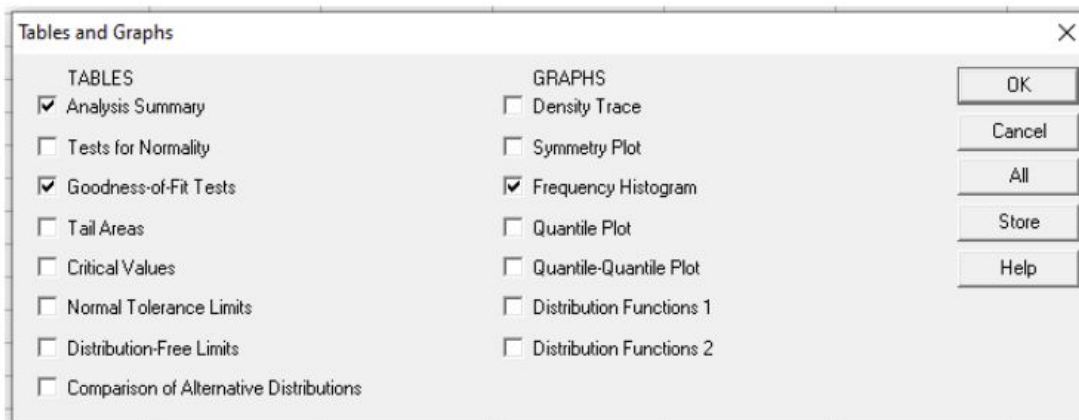 Tables and Graphs
TABLES
Analysis Summary
Tests for Normality
Goodness-of-Fit Tests
Tail Areas
Critical Values
Normal Tolerance Limits
Distribution-Free Limits
Comparison of Alternative Distributions
GRAPHS
Density Trace
Symmetry Plot
Frequency Histogram
Quantile Plot
Quantile-Quantile Plot
Distribution Functions 1
Distribution Functions 2
OK
Cancel
All
Store
Help